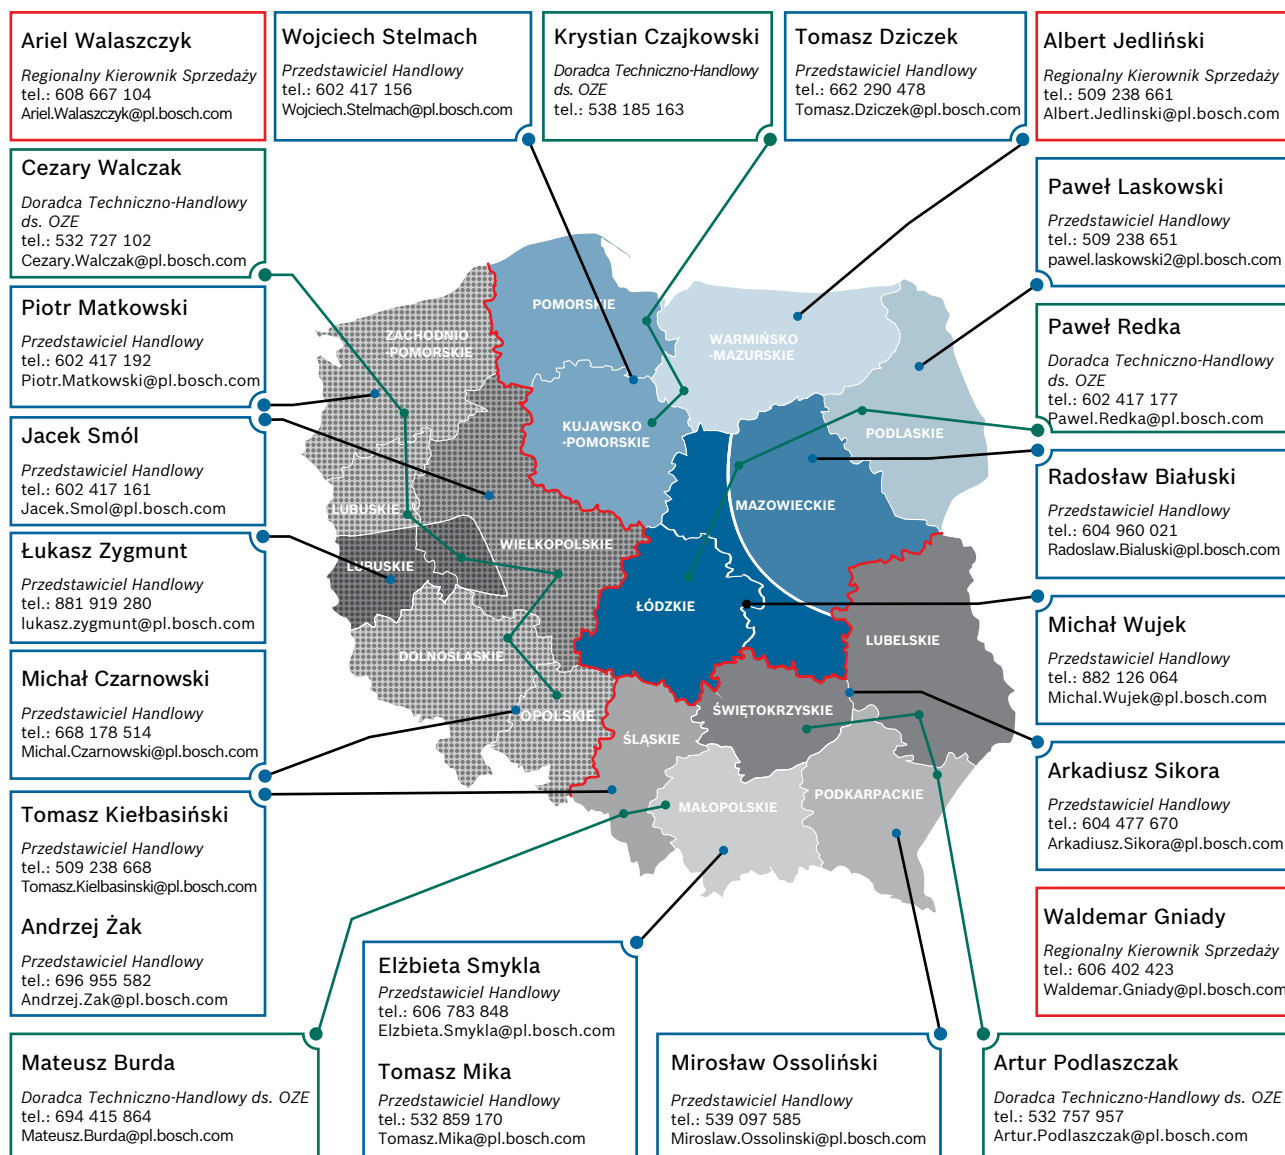 Ariel Walaszczyk
Regionalny Kierownik Sprzedaży
tel.: 608 667 104
Ariel.Walaszczyk@pl.bosch.com
Wojciech Stelmach
Przedstawiciel Handlowy
tel.: 602 417 156
Wojciech.Stelmach@pl.bosch.com
Krystian Czajkowski
Doradca Techniczno-Handlowy
ds. OZE
tel.: 538 185 163
Tomasz Dziczek
Przedstawiciel Handlowy
tel.: 662 290 478
Tomasz.Dziczek@pl.bosch.com
Albert Jedliński
Regionalny Kierownik Sprzedaży
tel.: 509 238 661
Albert.Jedlinski@pl.bosch.com
Cezary Walczak
Doradca Techniczno-Handlowy
ds. OZE
tel.: 532 727 102
Cezary.Walczak@pl.bosch.com
Piotr Matkowski
Przedstawiciel Handlowy
tel.: 602 417 192
Piotr.Matkowski@pl.bosch.com
Jacek Smól
Przedstawiciel Handlowy
tel.: 602 417 161
Jacek.Smol@pl.bosch.com
Łukasz Zygmunt
Przedstawiciel Handlowy
tel.: 881 919 280
lukasz.zygmunt@pl.bosch.com
Michał Czarnowski
Przedstawiciel Handlowy
tel.: 668 178 514
Michal.Czarnowski@pl.bosch.com
Tomasz Kiełbasiński
Przedstawiciel Handlowy
tel.: 509 238 668
Tomasz.Kielbasinski@pl.bosch.com
Andrzej Żak
Przedstawiciel Handlowy
tel.: 696 955 582
Andrzej.Zak@pl.bosch.com
Mateusz Burda
Doradca Techniczno-Handlowy ds. OZE
tel.: 694 415 864
Mateusz.Burda@pl.bosch.com
POMORSKIE
ZACHODNIO
-POMORSKIE
WARMIŃSKO
-MAZURSKIE
KUJAWSKO
-POMORSKIE
PODLASKIE
MAZOWIECKIE
LUBUSKIE
WIELKOPOLSKIE
LUBUSKIE
ŁÓDZKIE
LUBELSKIE
DOLNOŚLĄSKIE
OPOLSKIE
ŚWIĘTOKRZYSKIE
ŚLĄSKIE
MAŁOPOLSKIE
PODKARPACKIE
Elżbieta Smykla
Przedstawiciel Handlowy
tel.: 606 783 848
Elzbieta.Smykla@pl.bosch.com
Tomasz Mika
Przedstawiciel Handlowy
tel.: 532 859 170
Tomasz.Mika@pl.bosch.com
Mirosław Ossoliński
Przedstawiciel Handlowy
tel.: 539 097 585
Miroslaw.Ossolinski@pl.bosch.com
Paweł Laskowski
Przedstawiciel Handlowy
tel.: 509 238 651
pawel.laskowski2@pl.bosch.com
Paweł Redka
Doradca Techniczno-Handlowy
ds. OZE
tel.: 602 417 177
Pawel.Redka@pl.bosch.com
Radosław Białuski
Przedstawiciel Handlowy
tel.: 604 960 021
Radoslaw.Bialuski@pl.bosch.com
Michał Wujek
Przedstawiciel Handlowy
tel.: 882 126 064
Michal.Wujek@pl.bosch.com
Arkadiusz Sikora
Przedstawiciel Handlowy
tel.: 604 477 670
Arkadiusz.Sikora@pl.bosch.com
Waldemar Gniady
Regionalny Kierownik Sprzedaży
tel.: 606 402 423
Waldemar.Gniady@pl.bosch.com
Artur Podlaszczak
Doradca Techniczno-Handlowy ds. OZE
tel.: 532 757 957
Artur.Podlaszczak@pl.bosch.com